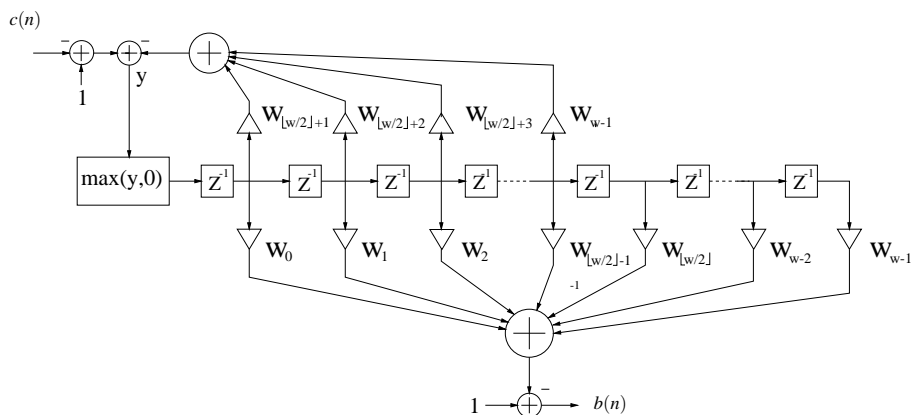 c(n)
− −
1 y
W⌊w/2⌋+1 W⌊w/2⌋+2 W⌊w/2⌋+3 Ww-1
max(y,0) Z-1 Z-1 Z-1 Z-1 Z-1 Z-1 Z-1
W0 W1 W2 W⌊w/2⌋-1 W⌊w/2⌋ Ww-2 Ww-1
-1
−
1 b(n)